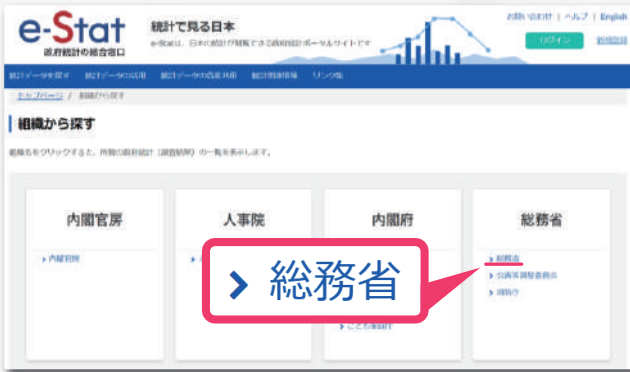 e-Stat
政府統計の総合窓口
統計で見る日本
e-Statは、日本の統計が閲覧できる政府統計ポータルサイトです
お問い合わせ | ヘルプ | English
ログイン 新規登録
統計データを探す 統計データの活用 統計データの高度利用 統計関連情報 リンク集
トップページ / 組織から探す
組織から探す
組織名をクリックすると、所管の政府統計(調査結果)の一覧を表示します。
内閣官房
内閣官房
人事院
内閣府
こども家庭庁
総務省
総務省
公害等調整委員会
消防庁
総務省